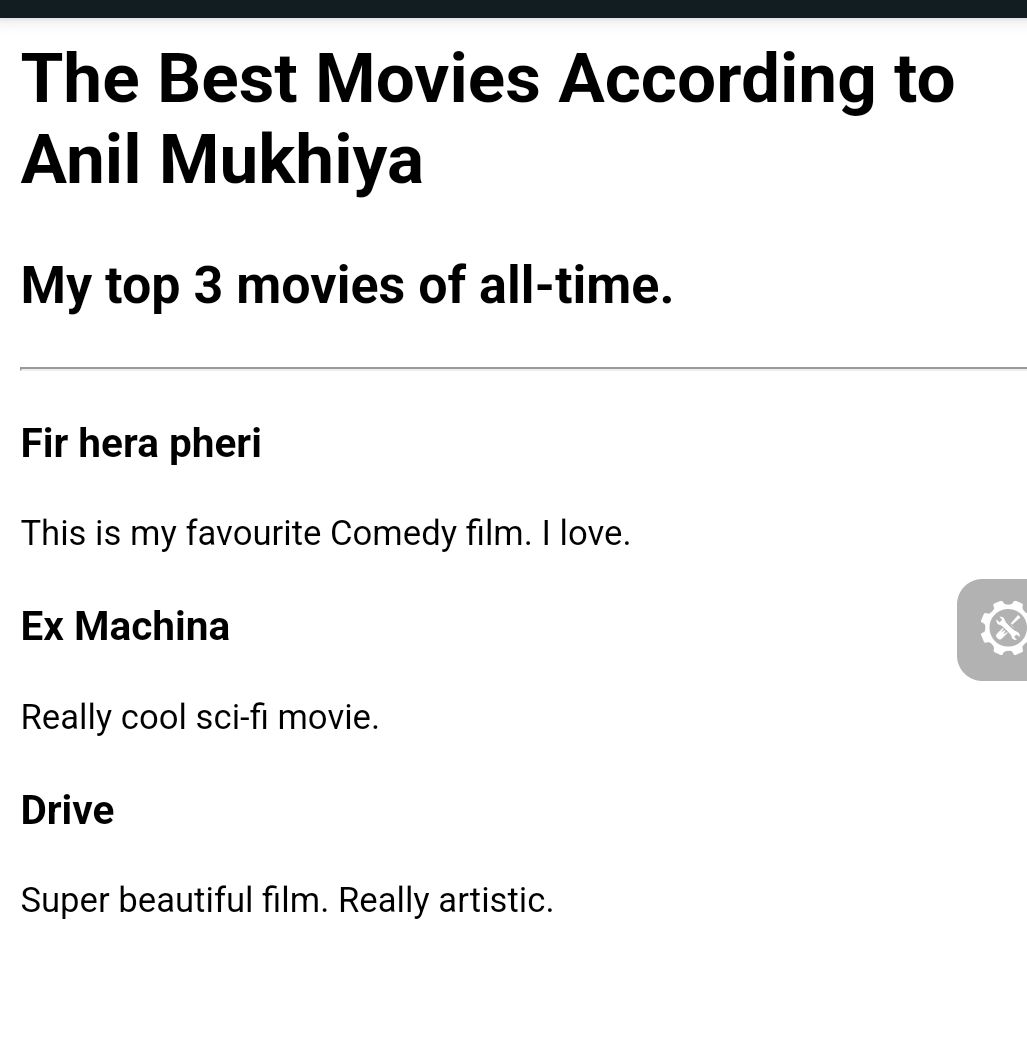 The Best Movies According to
Anil Mukhiya
My top 3 movies of all-time.
Fir hera pheri
This is my favourite Comedy film. I love.
Ex Machina
Really cool sci-fi movie.
Drive
Super beautiful film. Really artistic.